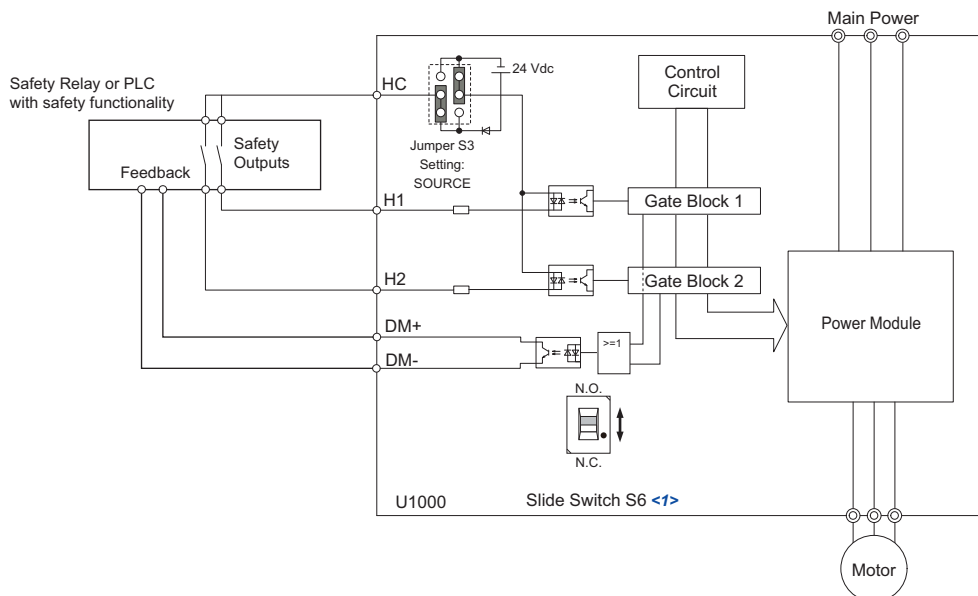 Main Power
Safety Relay or PLC
with safety functionality
HC
24 Vdc
Control
Circuit
Safety
Outputs
Feedback
Jumper S3
Setting:
SOURCE
H1
Gate Block 1
H2
Gate Block 2
DM+
>=1
Power Module
DM-
N.O.
N.C.
U1000
Slide Switch S6 <1>
Motor